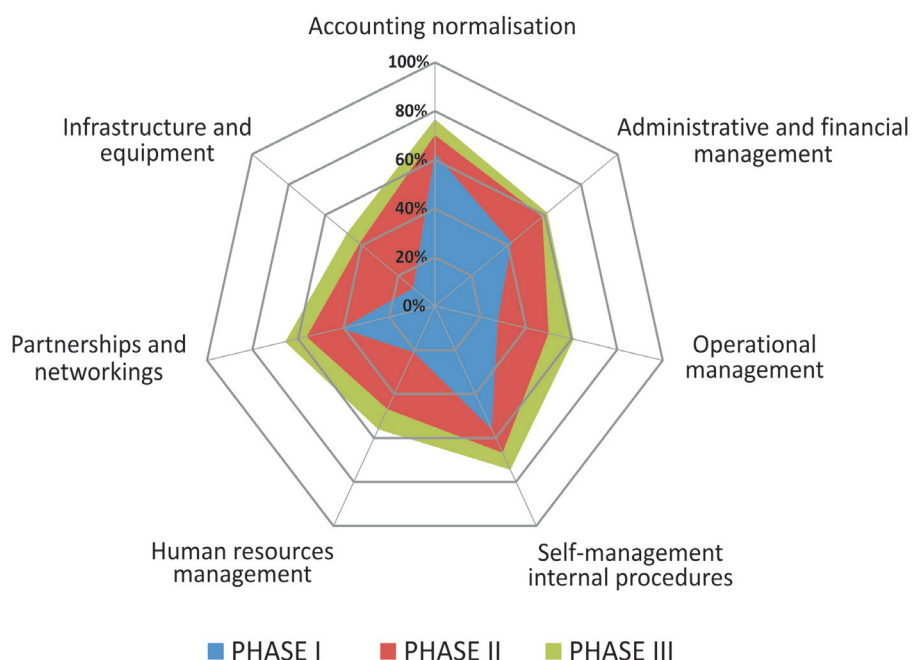 Accounting normalisation
100%
80%
60%
40%
20%
0%
Administrative and financial
management
Operational
management
Self-management
internal procedures
Human resources
management
Partnerships and
networkings
Infrastructure and
equipment
PHASE I
PHASE II
PHASE III